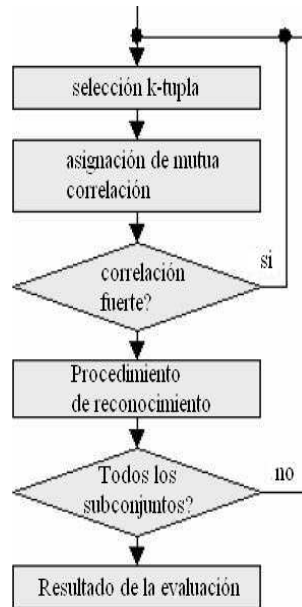 selección k-tupla
asignación de mutua
correlación
correlación
fuerte?
si
Procedimiento
de reconocimiento
Todos los
subconjuntos?
no
Resultado de la evaluación